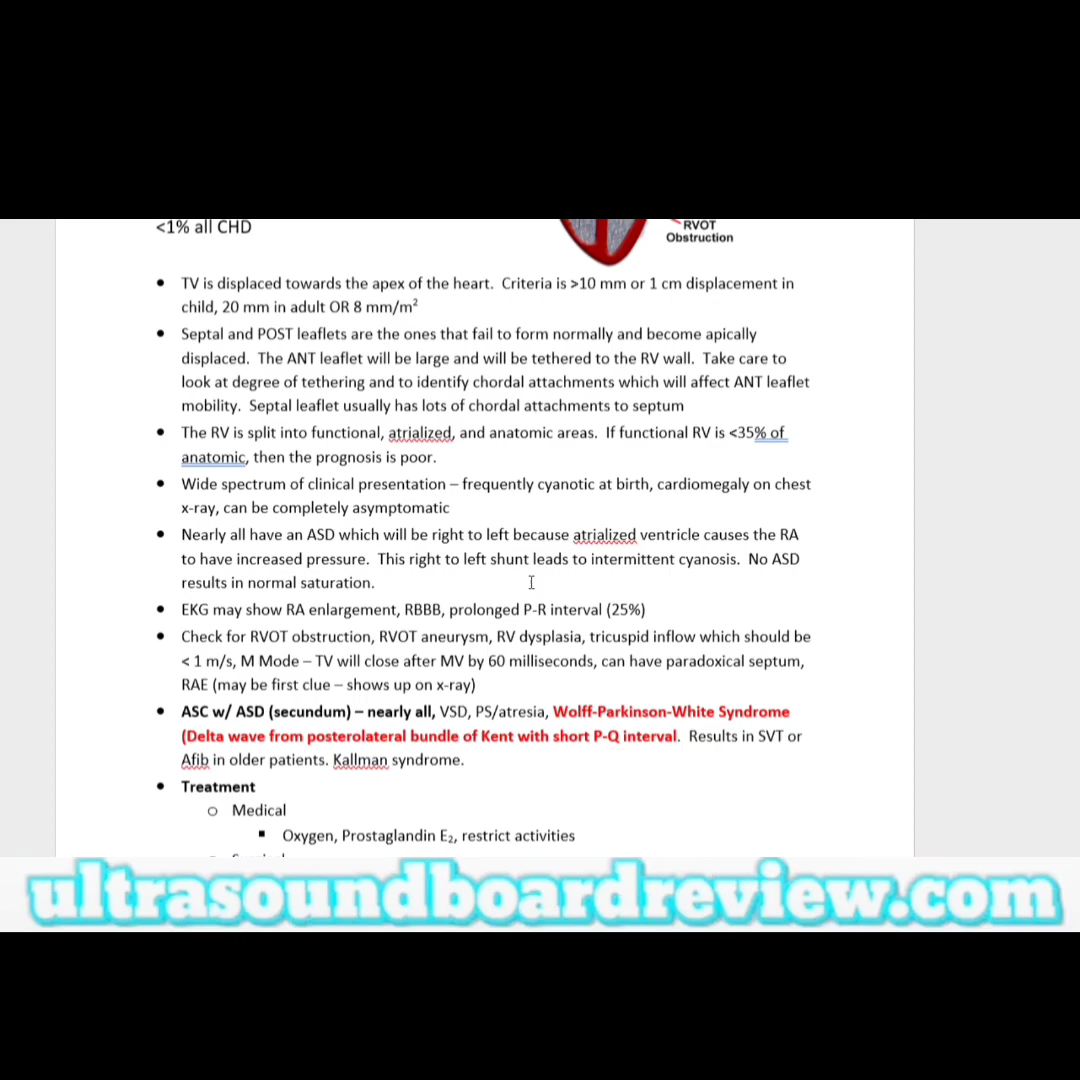 <1% all CHD
RVOT
Obstruction
• TV is displaced towards the apex of the heart.  Criteria is >10 mm or 1 cm displacement in
child, 20 mm in adult OR 8 mm/m²
• Septal and POST leaflets are the ones that fail to form normally and become apically
displaced.  The ANT leaflet will be large and will be tethered to the RV wall.  Take care to
look at degree of tethering and to identify chordal attachments which will affect ANT leaflet
mobility.  Septal leaflet usually has lots of chordal attachments to septum
• The RV is split into functional, atrialized, and anatomic areas.  If functional RV is <35% of
anatomic, then the prognosis is poor.
• Wide spectrum of clinical presentation – frequently cyanotic at birth, cardiomegaly on chest
x-ray, can be completely asymptomatic
• Nearly all have an ASD which will be right to left because atrialized ventricle causes the RA
to have increased pressure.  This right to left shunt leads to intermittent cyanosis.  No ASD
results in normal saturation.
• EKG may show RA enlargement, RBBB, prolonged P-R interval (25%)
• Check for RVOT obstruction, RVOT aneurysm, RV dysplasia, tricuspid inflow which should be
< 1 m/s, M Mode – TV will close after MV by 60 milliseconds, can have paradoxical septum,
RAE (may be first clue – shows up on x-ray)
• ASC w/ ASD (secundum) – nearly all, VSD, PS/atresia, Wolff-Parkinson-White Syndrome
(Delta wave from posterolateral bundle of Kent with short P-Q interval.  Results in SVT or
Afib in older patients. Kallman syndrome.
• Treatment
o Medical
▪ Oxygen, Prostaglandin E₂, restrict activities
ultrasoundboardreview.com